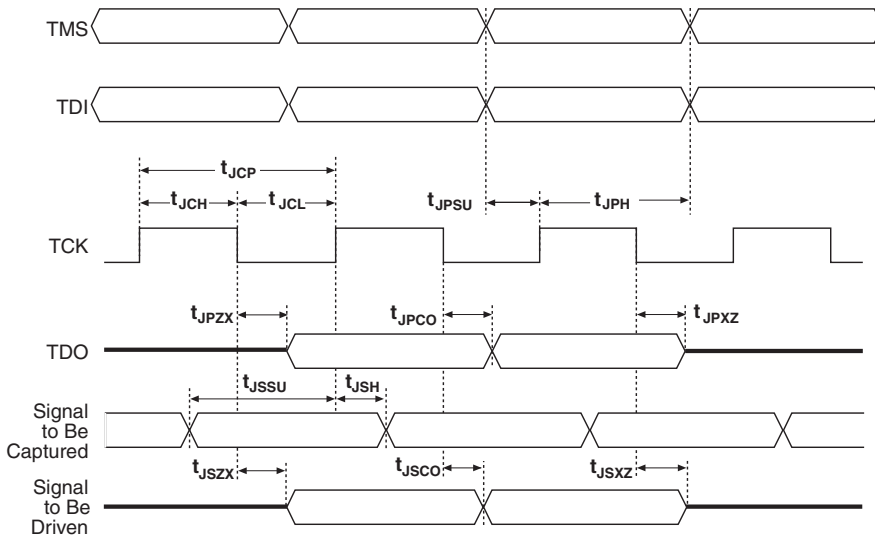 TMS
TDI
tJCP
tJCH tJCL tJPSU tJPH
TCK
tJPZX tJPCO tJPXZ
TDO
tJSSU tJSH
Signal
to Be
Captured
tJSZX tJSCO tJSXZ
Signal
to Be
Driven